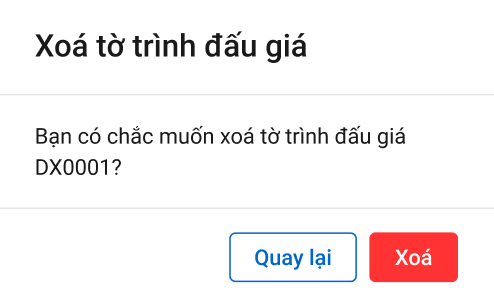 Xoá tờ trình đấu giá
Bạn có chắc muốn xoá tờ trình đấu giá
DX0001?
Quay lại
Xoá